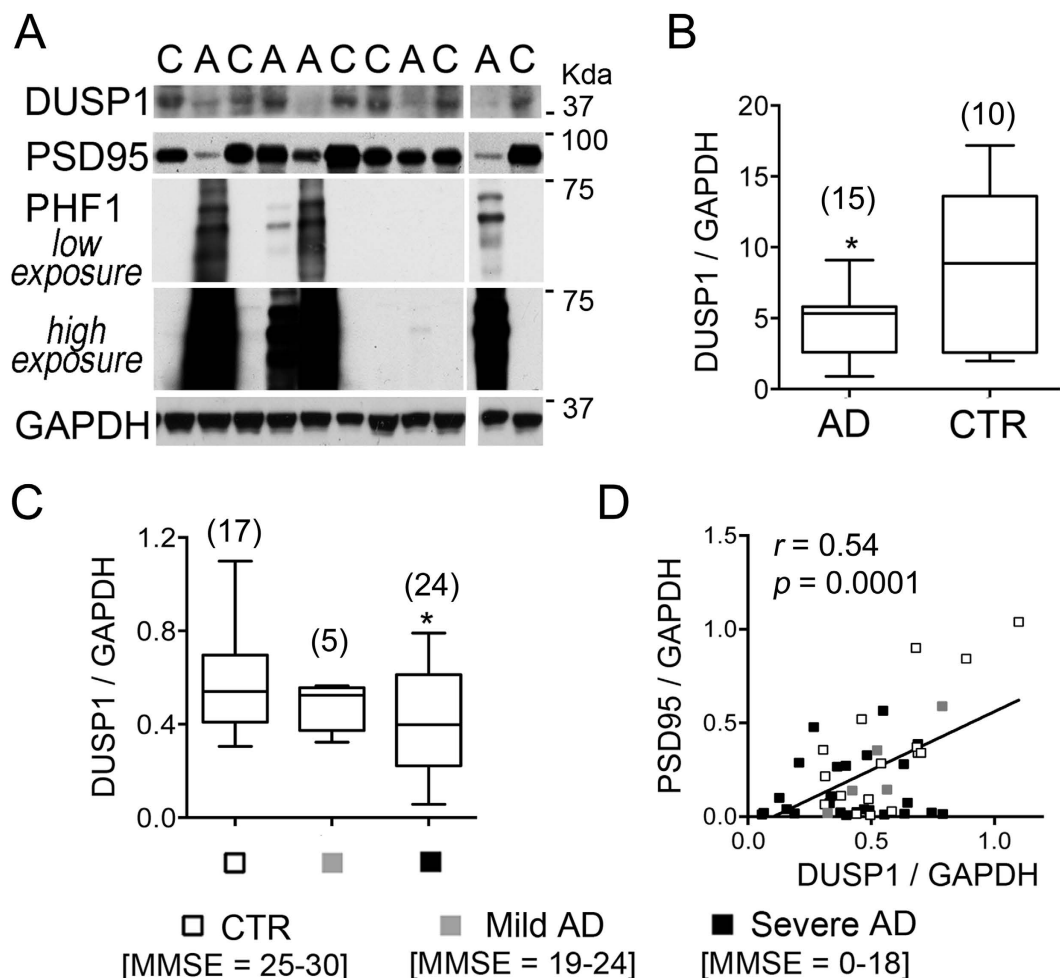 A
C A C A A C C A C A C
Kda
DUSP1
37
PSD95
100
PHF1
low
exposure
75
high
exposure
75
GAPDH
37
B
DUSP1 / GAPDH
20
15
10
5
0
(15)
*
(10)
AD CTR
C
DUSP1 / GAPDH
1.2
0.8
0.4
0.0
(17)
(5)
(24)
*
D
PSD95 / GAPDH
1.5
1.0
0.5
0.0
r = 0.54
p = 0.0001
0.0 0.5 1.0
DUSP1 / GAPDH
CTR Mild AD Severe AD
[MMSE = 25-30] [MMSE = 19-24] [MMSE = 0-18]